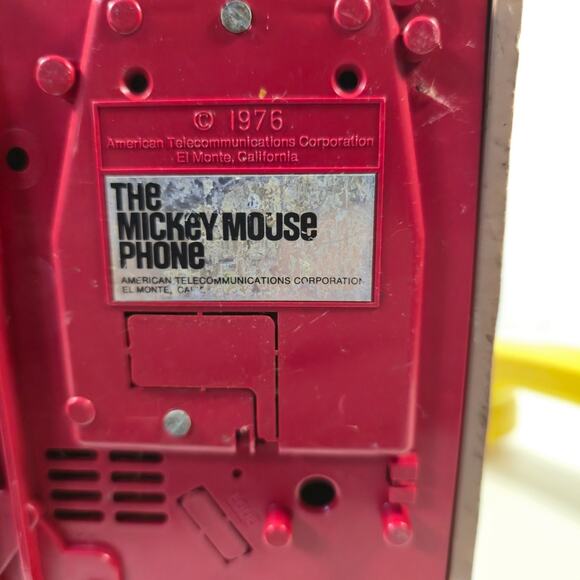 © 1976
American Telecommunications Corporation
El Monte, California
THe
MICKeY MOUSe
PHONe
AMERICAN TELECOMMUNICATIONS CORPORATION
EL MONTE,